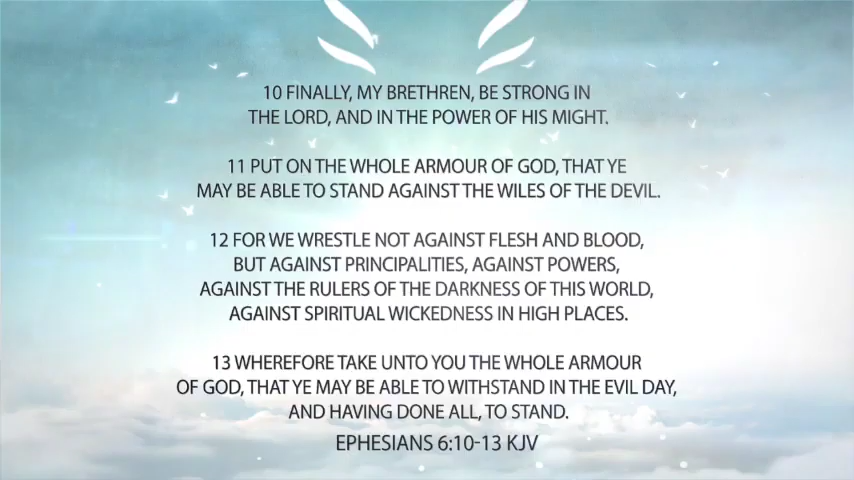 10 FINALLY, MY BRETHREN, BE STRONG IN
THE LORD, AND IN THE POWER OF HIS MIGHT.
11 PUT ON THE WHOLE ARMOUR OF GOD, THAT YE
MAY BE ABLE TO STAND AGAINST THE WILES OF THE DEVIL.
12 FOR WE WRESTLE NOT AGAINST FLESH AND BLOOD,
BUT AGAINST PRINCIPALITIES, AGAINST POWERS,
AGAINST THE RULERS OF THE DARKNESS OF THIS WORLD,
AGAINST SPIRITUAL WICKEDNESS IN HIGH PLACES.
13 WHEREFORE TAKE UNTO YOU THE WHOLE ARMOUR
OF GOD, THAT YE MAY BE ABLE TO WITHSTAND IN THE EVIL DAY,
AND HAVING DONE ALL, TO STAND.
EPHESIANS 6:10-13 KJV